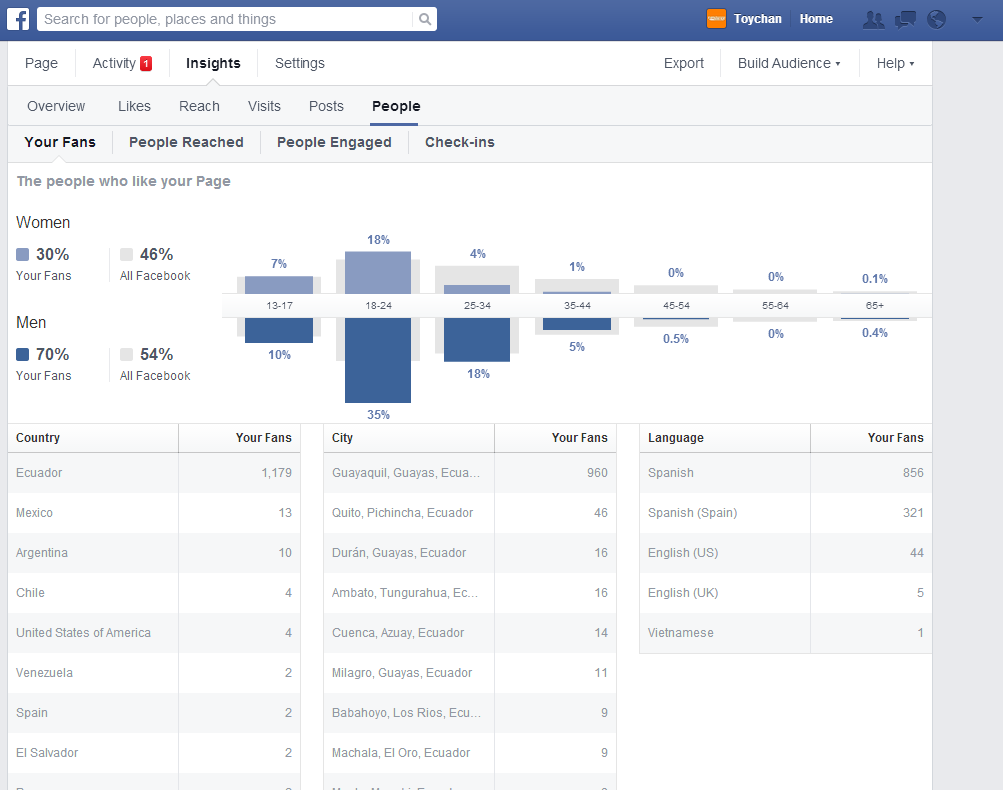 Search for people, places and things
Toychan Home
Page Activity 1 Insights Settings Export Build Audience Help
Overview Likes Reach Visits Posts People
Your Fans People Reached People Engaged Check-ins
The people who like your Page
Women
30% 46%
Your Fans All Facebook
Men
70% 54%
Your Fans All Facebook
7% 18% 4% 1% 0% 0% 0.1%
13-17 18-24 25-34 35-44 45-54 55-64 65+
10% 35% 18% 5% 0.5% 0% 0.4%
Country Your Fans City Your Fans Language Your Fans
Ecuador 1,179 Guayaquil, Guayas, Ecua... 960 Spanish 856
Mexico 13 Quito, Pichincha, Ecuador 46 Spanish (Spain) 321
Argentina 10 Durán, Guayas, Ecuador 16 English (US) 44
Chile 4 Ambato, Tungurahua, Ec... 16 English (UK) 5
United States of America 4 Cuenca, Azuay, Ecuador 14 Vietnamese 1
Venezuela 2 Milagro, Guayas, Ecuador 11
Spain 2 Babahoyo, Los Rios, Ecu... 9
El Salvador 2 Machala, El Oro, Ecuador 9